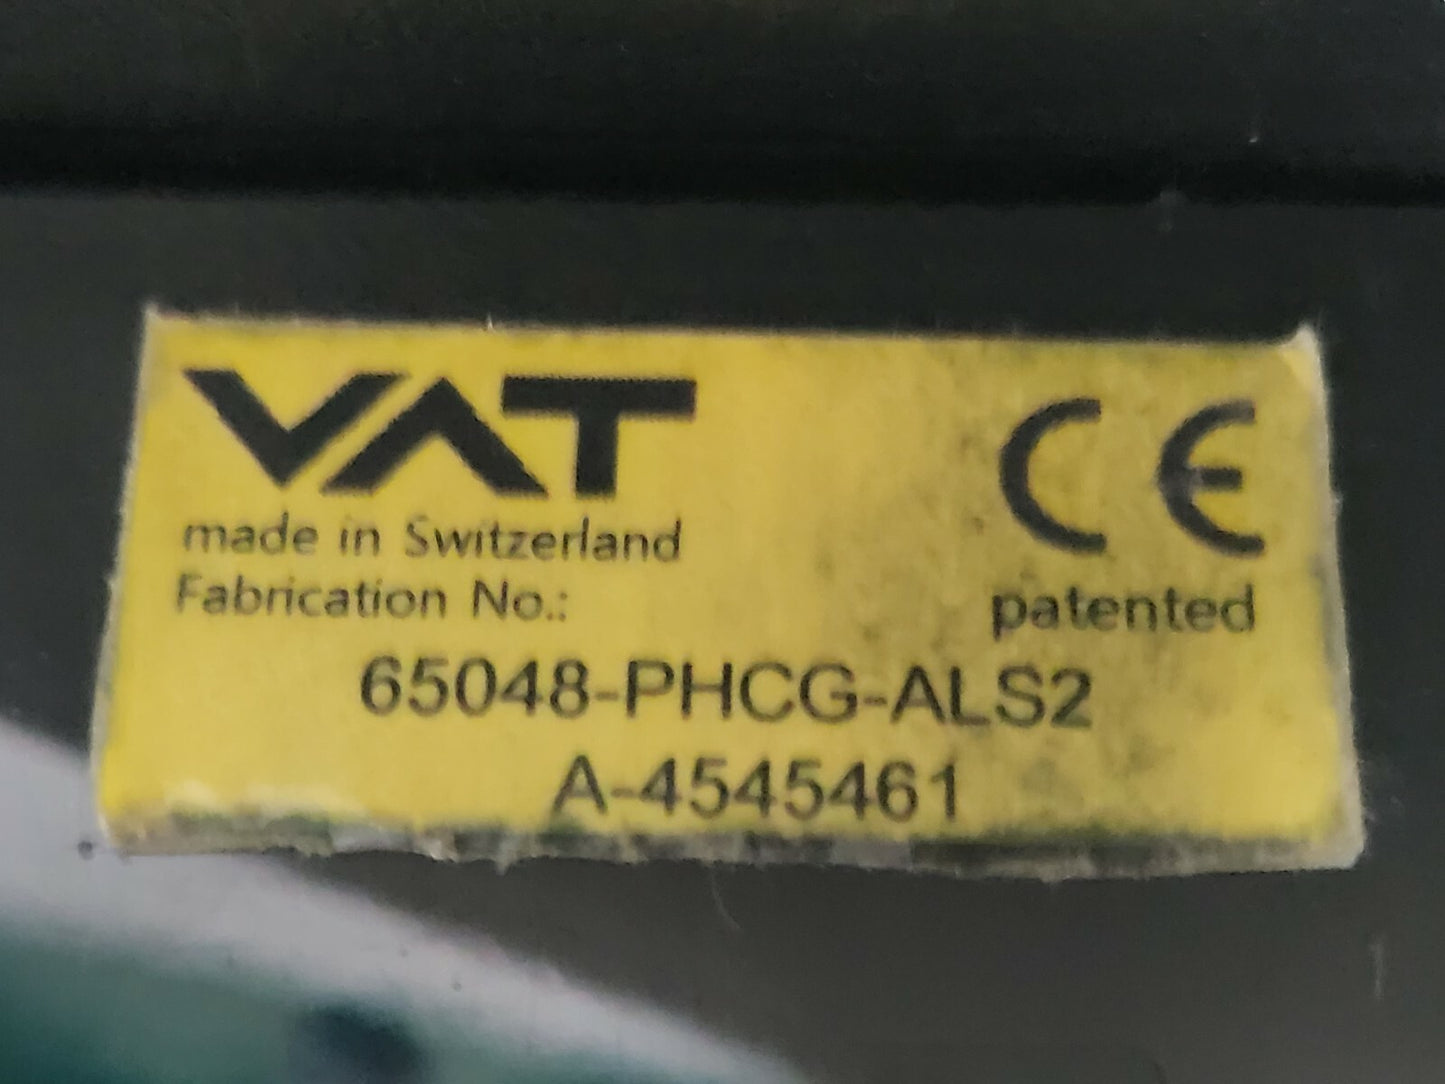 VAT
CE
made in Switzerland
Fabrication No.:
patented
65048-PHCG-ALS2
A-4545461